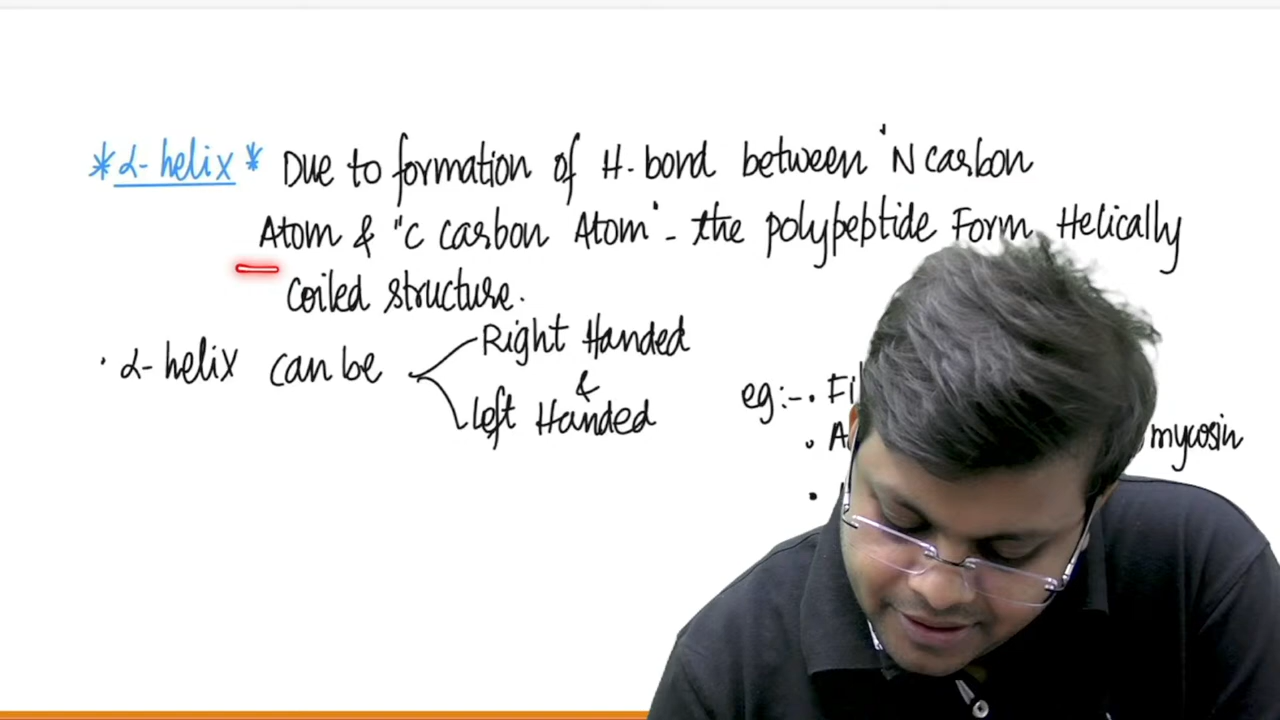 *α-helix* Due to formation of H-bond between "N carbon
Atom & "C carbon Atom" - the polypeptide Form Helically
Coiled structure.
· α-helix can be
Right Handed
&
Left Handed
eg:-·
· mycosin
·